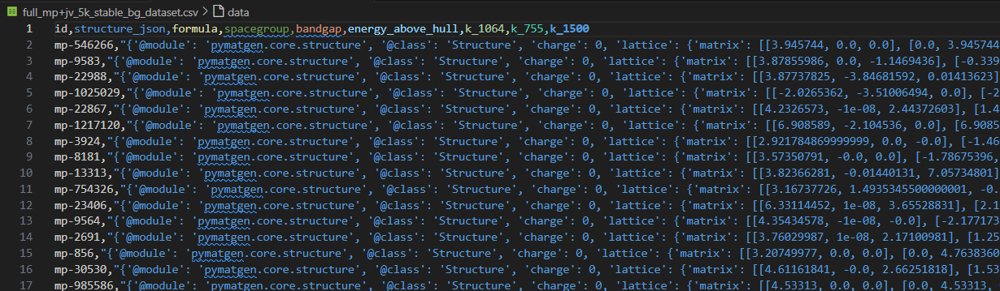 full_mp+jv_5k_stable_bg_dataset.csv > data
1 id,structure_json,formula,spacegroup,bandgap,energy_above_hull,k_1064,k_755,k_1500
2 mp-546266,"{'@module': 'pymatgen.core.structure', '@class': 'Structure', 'charge': 0, 'lattice': {'matrix': [[3.945744, 0.0, 0.0], [0.0, 3.945744
3 mp-9583,"{'@module': 'pymatgen.core.structure', '@class': 'Structure', 'charge': 0, 'lattice': {'matrix': [[3.87855986, 0.0, -1.1469436], [-0.339
4 mp-22988,"{'@module': 'pymatgen.core.structure', '@class': 'Structure', 'charge': 0, 'lattice': {'matrix': [[3.87737825, -3.84681592, 0.01413623]
5 mp-1025029,"{'@module': 'pymatgen.core.structure', '@class': 'Structure', 'charge': 0, 'lattice': {'matrix': [[-2.0265362, -3.51006494, 0.0], [-2
6 mp-22867,"{'@module': 'pymatgen.core.structure', '@class': 'Structure', 'charge': 0, 'lattice': {'matrix': [[4.2326573, -1e-08, 2.44372603], [1.4
7 mp-1217120,"{'@module': 'pymatgen.core.structure', '@class': 'Structure', 'charge': 0, 'lattice': {'matrix': [[6.908589, -2.104536, 0.0], [6.9085
8 mp-3924,"{'@module': 'pymatgen.core.structure', '@class': 'Structure', 'charge': 0, 'lattice': {'matrix': [[2.921784869999999, 0.0, -0.0], [-1.46
9 mp-8181,"{'@module': 'pymatgen.core.structure', '@class': 'Structure', 'charge': 0, 'lattice': {'matrix': [[3.57350791, -0.0, 0.0], [-1.78675396,
10 mp-13313,"{'@module': 'pymatgen.core.structure', '@class': 'Structure', 'charge': 0, 'lattice': {'matrix': [[3.82366281, -0.01440131, 7.05734801]
11 mp-754326,"{'@module': 'pymatgen.core.structure', '@class': 'Structure', 'charge': 0, 'lattice': {'matrix': [[3.16737726, 1.4935345500000001, -0.
12 mp-23406,"{'@module': 'pymatgen.core.structure', '@class': 'Structure', 'charge': 0, 'lattice': {'matrix': [[6.33114452, 1e-08, 3.65528831], [2.1
13 mp-9564,"{'@module': 'pymatgen.core.structure', '@class': 'Structure', 'charge': 0, 'lattice': {'matrix': [[4.35434578, -1e-08, -0.0], [-2.177173
14 mp-2691,"{'@module': 'pymatgen.core.structure', '@class': 'Structure', 'charge': 0, 'lattice': {'matrix': [[3.76029987, 1e-08, 2.17100981], [1.25
15 mp-856,"{'@module': 'pymatgen.core.structure', '@class': 'Structure', 'charge': 0, 'lattice': {'matrix': [[3.20749977, 0.0, 0.0], [0.0, 4.7638360
16 mp-30530,"{'@module': 'pymatgen.core.structure', '@class': 'Structure', 'charge': 0, 'lattice': {'matrix': [[4.61161841, -0.0, 2.66251818], [1.53
17 mp-985586,"{'@module': 'pymatgen.core.structure', '@class': 'Structure', 'charge': 0, 'lattice': {'matrix': [[4.53313, 0.0, 0.0], [0.0, 4.53313,